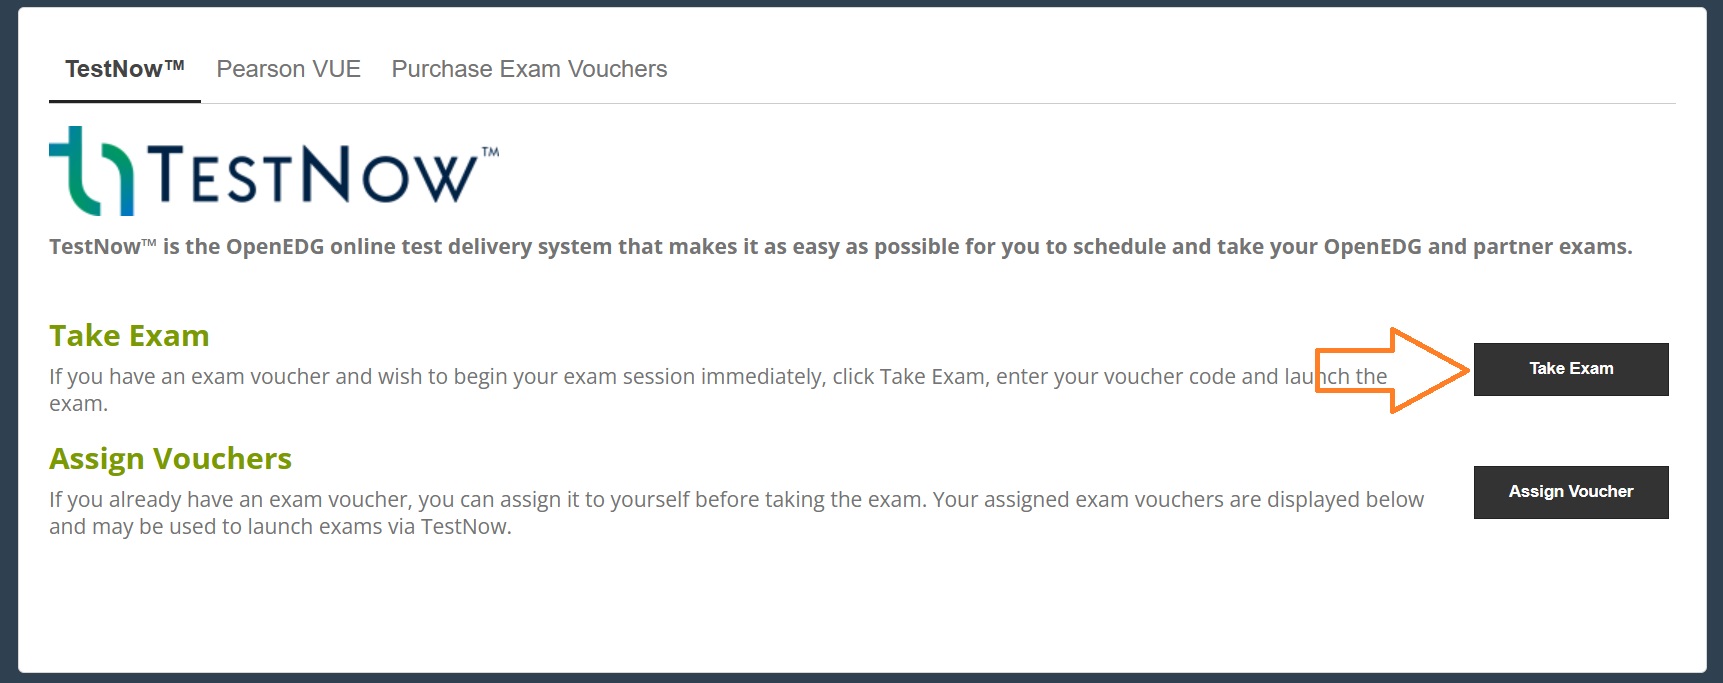 TestNow™ Pearson VUE Purchase Exam Vouchers
TESTNOW™
TestNow™ is the OpenEDG online test delivery system that makes it as easy as possible for you to schedule and take your OpenEDG and partner exams.
Take Exam
If you have an exam voucher and wish to begin your exam session immediately, click Take Exam, enter your voucher code and launch the
exam.
Take Exam
Assign Vouchers
If you already have an exam voucher, you can assign it to yourself before taking the exam. Your assigned exam vouchers are displayed below
and may be used to launch exams via TestNow.
Assign Voucher